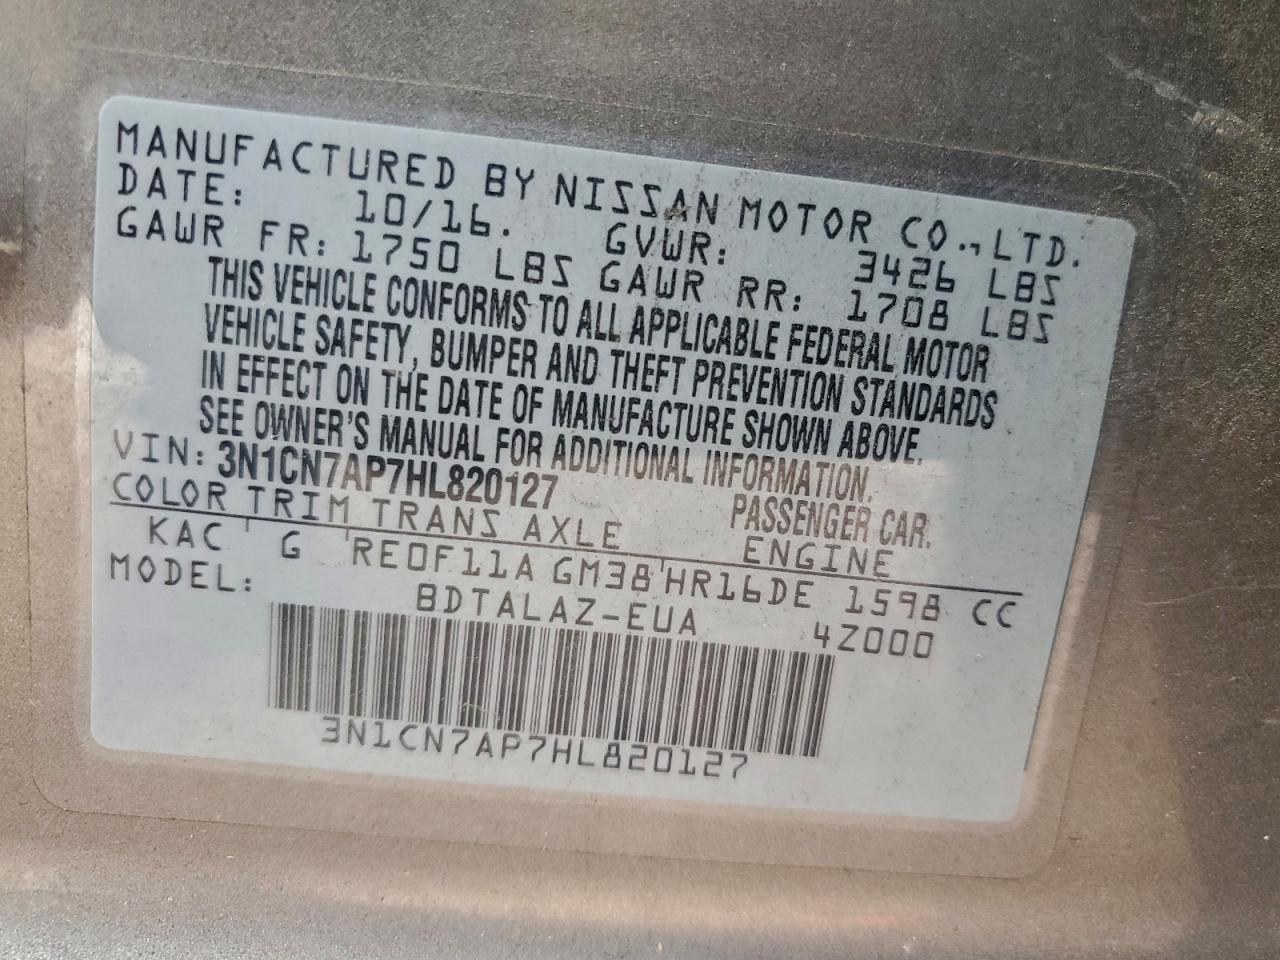 MANUFACTURED BY NISSAN MOTOR CO., LTD.
DATE: 10/16. GVWR: 3426 LBS
GAWR FR: 1750 LBS GAWR RR: 1708 LBS
THIS VEHICLE CONFORMS TO ALL APPLICABLE FEDERAL MOTOR
VEHICLE SAFETY, BUMPER AND THEFT PREVENTION STANDARDS
IN EFFECT ON THE DATE OF MANUFACTURE SHOWN ABOVE.
SEE OWNER'S MANUAL FOR ADDITIONAL INFORMATION.
VIN: 3N1CN7AP7HL820127 PASSENGER CAR.
COLOR TRIM TRANS AXLE ENGINE
KAC G RE0F11A GM38 HR16DE 1598 CC
MODEL: BDTALAZ-EUA 4Z000
3N1CN7AP7HL820127